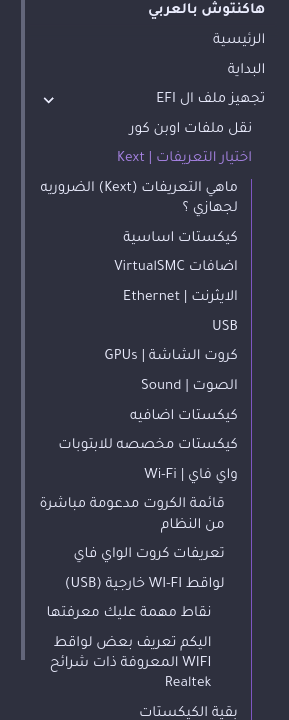 هاكنتوش بالعربي
الرئيسية
البداية
تجهيز ملف ال EFI
نقل ملفات اوبن كور
اختيار التعريفات | Kext
ماهي التعريفات (Kext) الضروريه
لجهازي ؟
كيكستات اساسية
اضافات VirtualSMC
الايثرنت | Ethernet
USB
كروت الشاشة | GPUs
الصوت | Sound
كيكستات اضافيه
كيكستات مخصصه للابتوبات
واي فاي | Wi-Fi
قائمة الكروت مدعومة مباشرة
من النظام
تعريفات كروت الواي فاي
لواقط WI-FI خارجية (USB)
نقاط مهمة عليك معرفتها
اليكم تعريف بعض لواقط
WIFI المعروفة ذات شرائح
Realtek
بقية الكيكستات